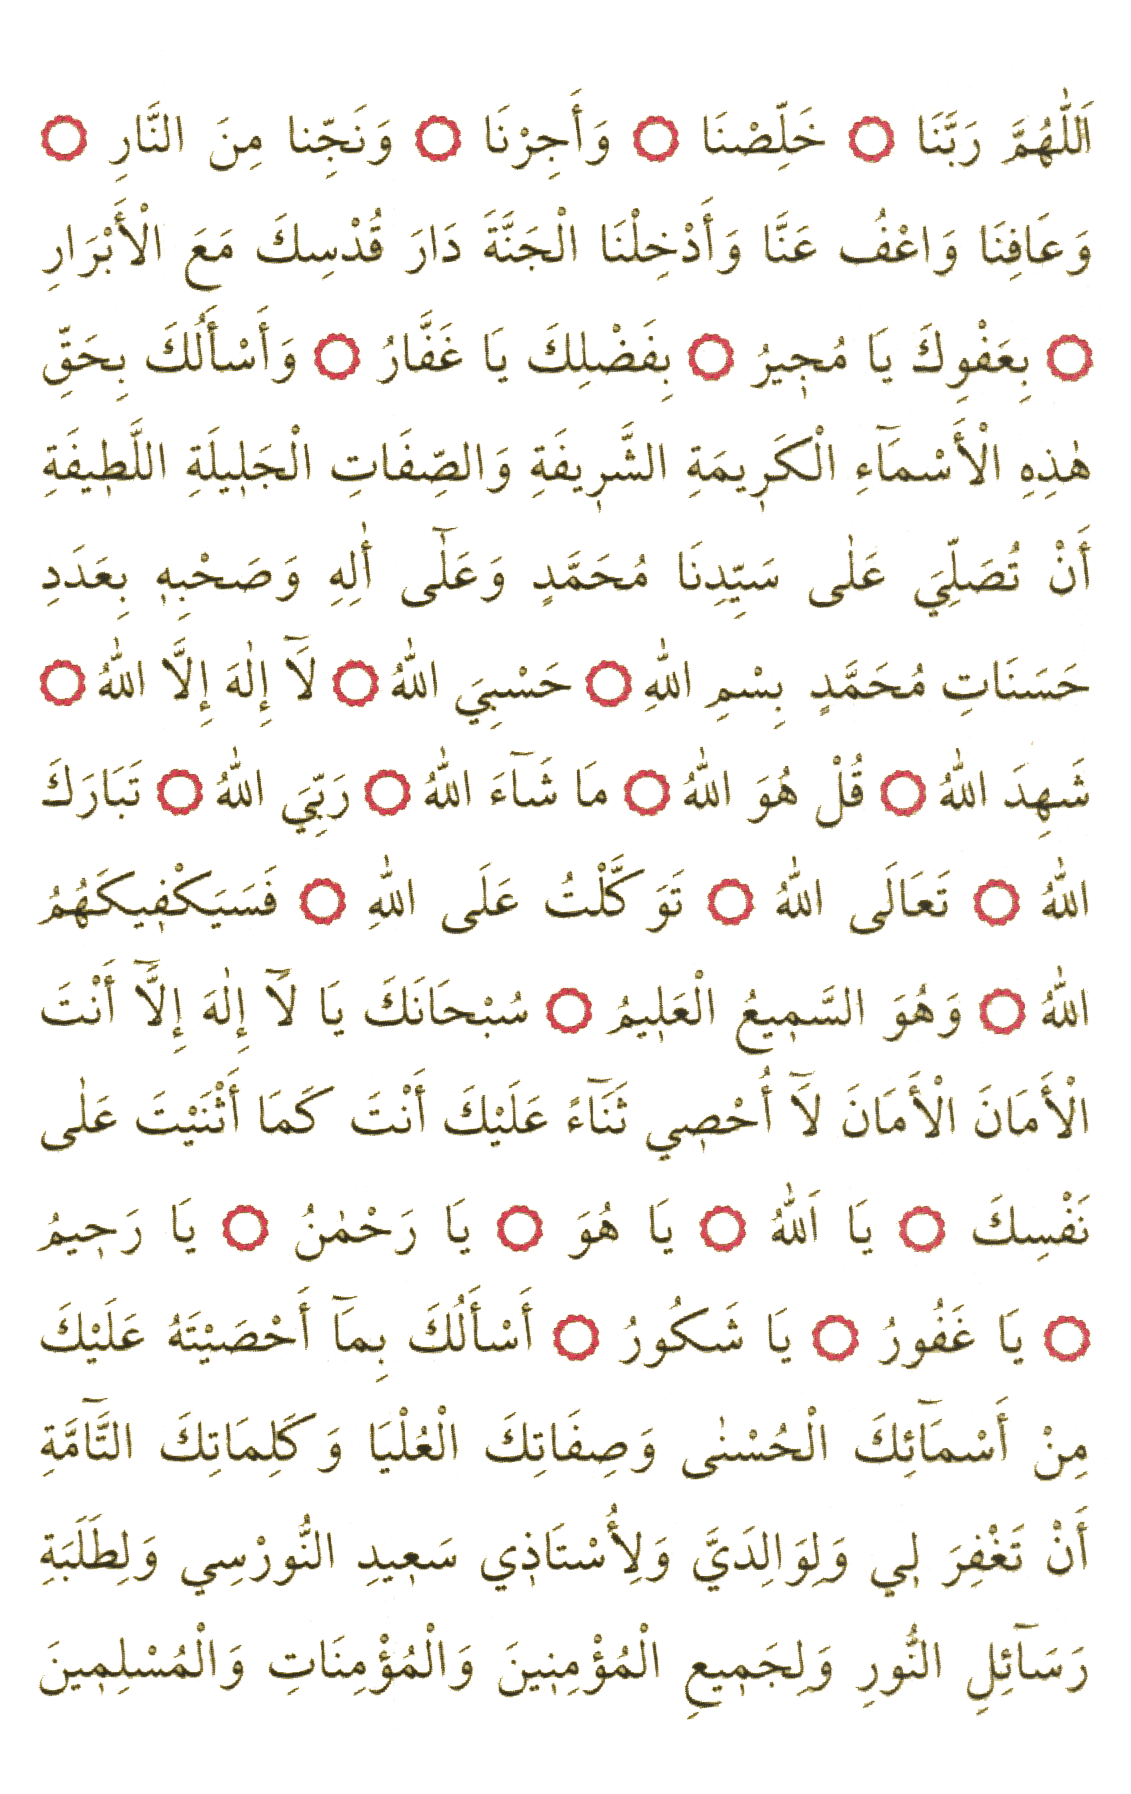 اَللّٰهُمَّ رَبَّنَا ۝ خَلِّصْنَا ۝ وَأَجِرْنَا ۝ وَنَجِّنا مِنَ النَّارِ ۝
وَعَافِنَا وَاعْفُ عَنَّا وَأَدْخِلْنَا الْجَنَّةَ دَارَ قُدْسِكَ مَعَ الْأَبْرَارِ
۝ بِعَفْوِكَ يَا مُجِيرُ ۝ بِفَضْلِكَ يَا غَفَّارُ ۝ وَأَسْأَلُكَ بِحَقِّ
هٰذِهِ الْأَسْمَآءِ الْكَرِيمَةِ الشَّرِيفَةِ وَالصِّفَاتِ الْجَلِيلَةِ اللَّطِيفَةِ
أَنْ تُصَلِّيَ عَلٰى سَيِّدِنَا مُحَمَّدٍ وَعَلٰٓى أٰلِهِ وَصَحْبِهِ بِعَدَدِ
حَسَنَاتِ مُحَمَّدٍ بِسْمِ اللّٰهِ ۝ حَسْبِيَ اللّٰهُ ۝ لَآ إِلٰهَ إِلَّا اللّٰهُ ۝
شَهِدَ اللّٰهُ ۝ قُلْ هُوَ اللّٰهُ ۝ مَا شَآءَ اللّٰهُ ۝ رَبِّيَ اللّٰهُ ۝ تَبَارَكَ
اللّٰهُ ۝ تَعَالَى اللّٰهُ ۝ تَوَكَّلْتُ عَلَى اللّٰهِ ۝ فَسَيَكْفِيكَهُمُ
اللّٰهُ ۝ وَهُوَ السَّمِيعُ الْعَلِيمُ ۝ سُبْحَانَكَ يَا لَآ إِلٰهَ إِلَّآ أَنْتَ
الْأَمَانَ الْأَمَانَ لَآ أُحْصِي ثَنَآءً عَلَيْكَ أَنْتَ كَمَا أَثْنَيْتَ عَلٰى
نَفْسِكَ ۝ يَا اَللّٰهُ ۝ يَا هُوَ ۝ يَا رَحْمٰنُ ۝ يَا رَحِيمُ
۝ يَا غَفُورُ ۝ يَا شَكُورُ ۝ أَسْأَلُكَ بِمَآ أَحْصَيْتَهُ عَلَيْكَ
مِنْ أَسْمَآئِكَ الْحُسْنٰى وَصِفَاتِكَ الْعُلْيَا وَكَلِمَاتِكَ التَّآمَّةِ
أَنْ تَغْفِرَ لِي وَلِوَالِدَيَّ وَلِأُسْتَاذِي سَعِيدِ النُّورْسِي وَلِطَلَبَةِ
رَسَآئِلِ النُّورِ وَلِجَمِيعِ الْمُؤْمِنِينَ وَالْمُؤْمِنَاتِ وَالْمُسْلِمِينَ